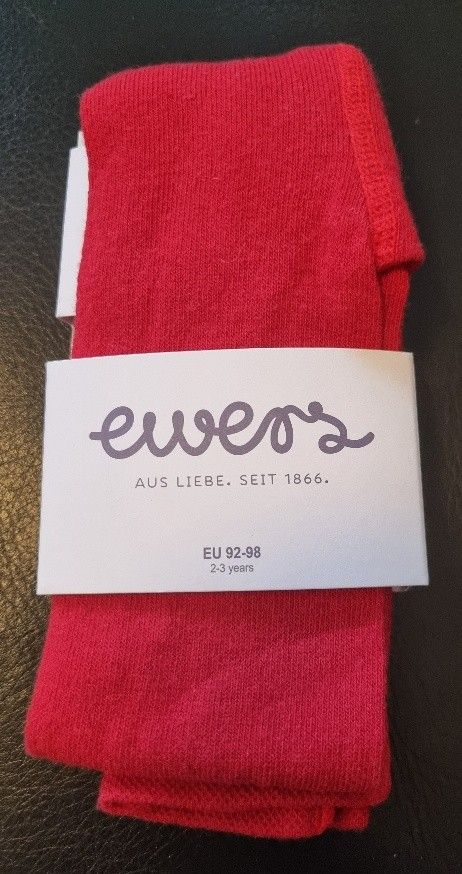 ewers
AUS LIEBE. SEIT 1866.
EU 92-98
2-3 years